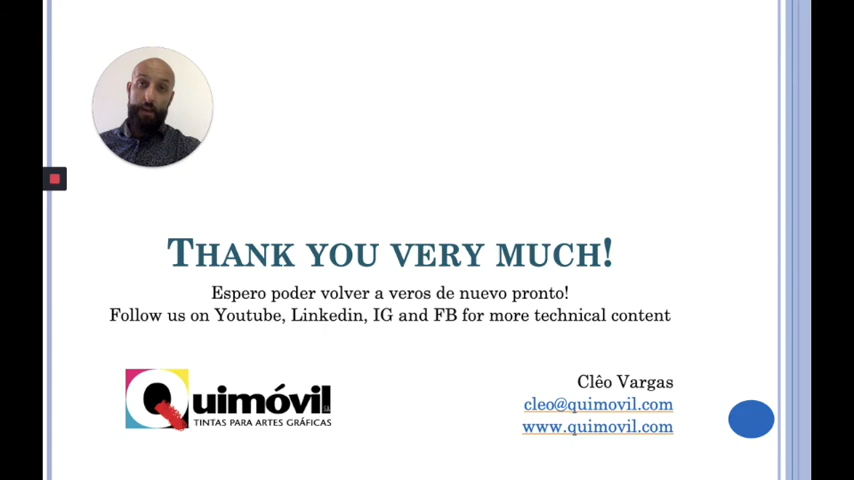 THANK YOU VERY MUCH!
Espero poder volver a veros de nuevo pronto!
Follow us on Youtube, Linkedin, IG and FB for more technical content
Quimóvil
TINTAS PARA ARTES GRÁFICAS
Clêo Vargas
cleo@quimovil.com
www.quimovil.com